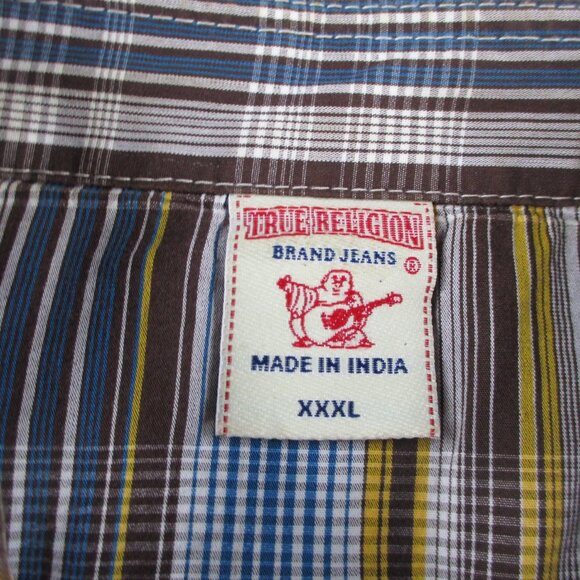 TRUE RELIGION
BRAND JEANS ®
MADE IN INDIA
XXXL